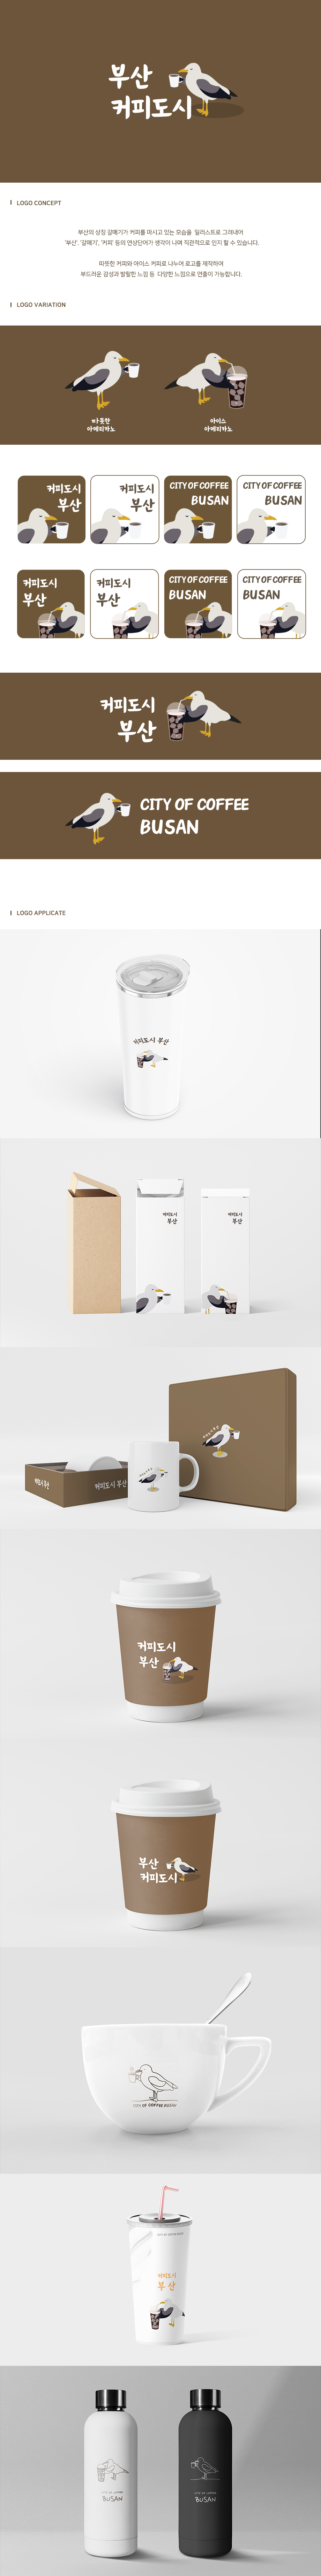 부산
커피도시
LOGO CONCEPT
부산의 상징 갈매기가 커피를 마시고 있는 모습을 일러스트로 그려내어
'부산', '갈매기', '커피' 등의 연상단어가 생각이 나며 직관적으로 인지 할 수 있습니다.
따뜻한 커피와 아이스 커피로 나누어 로고를 제작하여
부드러운 감성과 발랄한 느낌 등 다양한 느낌으로 연출이 가능합니다.
LOGO VARIATION
따뜻한
아메리카노
아이스
아메리카노
커피도시
부산
커피도시
부산
CITY OF COFFEE
BUSAN
CITY OF COFFEE
BUSAN
커피도시
부산
커피도시
부산
CITY OF COFFEE
BUSAN
CITY OF COFFEE
BUSAN
커피도시
부산
CITY OF COFFEE
BUSAN
LOGO APPLICATE
커피도시 부산
커피도시
부산
커피도시
부산
커피도시 부산
커피도시 부산
커피도시
부산
부산
커피도시
CITY OF COFFEE BUSAN
커피도시
부산
CITY OF COFFEE
BUSAN
CITY OF COFFEE
BUSAN